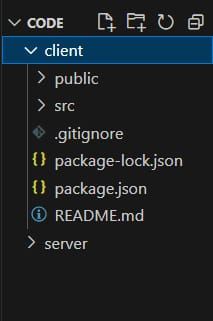 CODE
client
public
src
.gitignore
package-lock.json
package.json
README.md
server